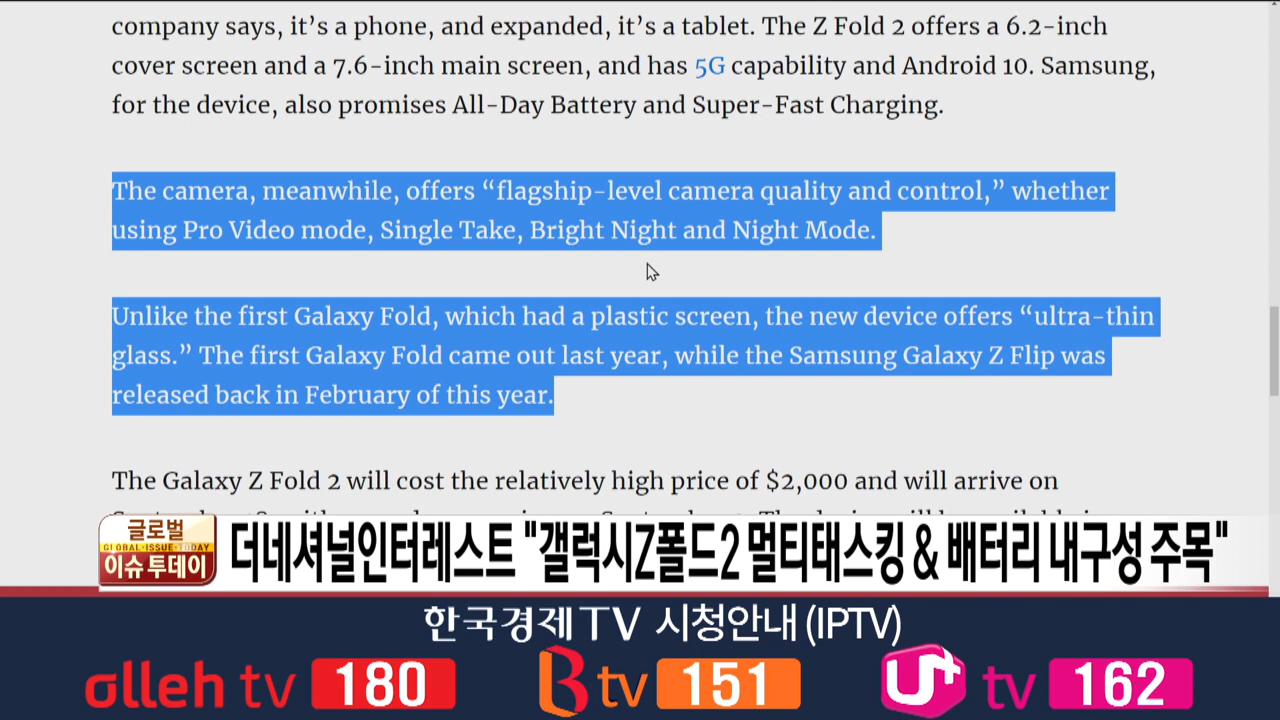 company says, it’s a phone, and expanded, it’s a tablet. The Z Fold 2 offers a 6.2-inch
cover screen and a 7.6-inch main screen, and has 5G capability and Android 10. Samsung,
for the device, also promises All-Day Battery and Super-Fast Charging.
The camera, meanwhile, offers “flagship-level camera quality and control,” whether
using Pro Video mode, Single Take, Bright Night and Night Mode.
Unlike the first Galaxy Fold, which had a plastic screen, the new device offers “ultra-thin
glass.” The first Galaxy Fold came out last year, while the Samsung Galaxy Z Flip was
released back in February of this year.
The Galaxy Z Fold 2 will cost the relatively high price of $2,000 and will arrive on
글로벌
GLOBAL·ISSUE·TODAY
이슈 투데이
더네셔널인터레스트 "갤럭시Z폴드2 멀티태스킹 & 배터리 내구성 주목"
한국경제TV 시청안내 (IPTV)
olleh tv 180 B tv 151 U+ tv 162